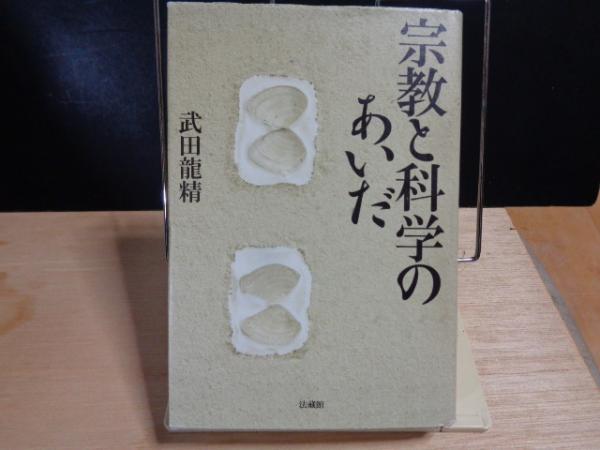 宗教と科学の
あいだ
武田龍精
法藏館